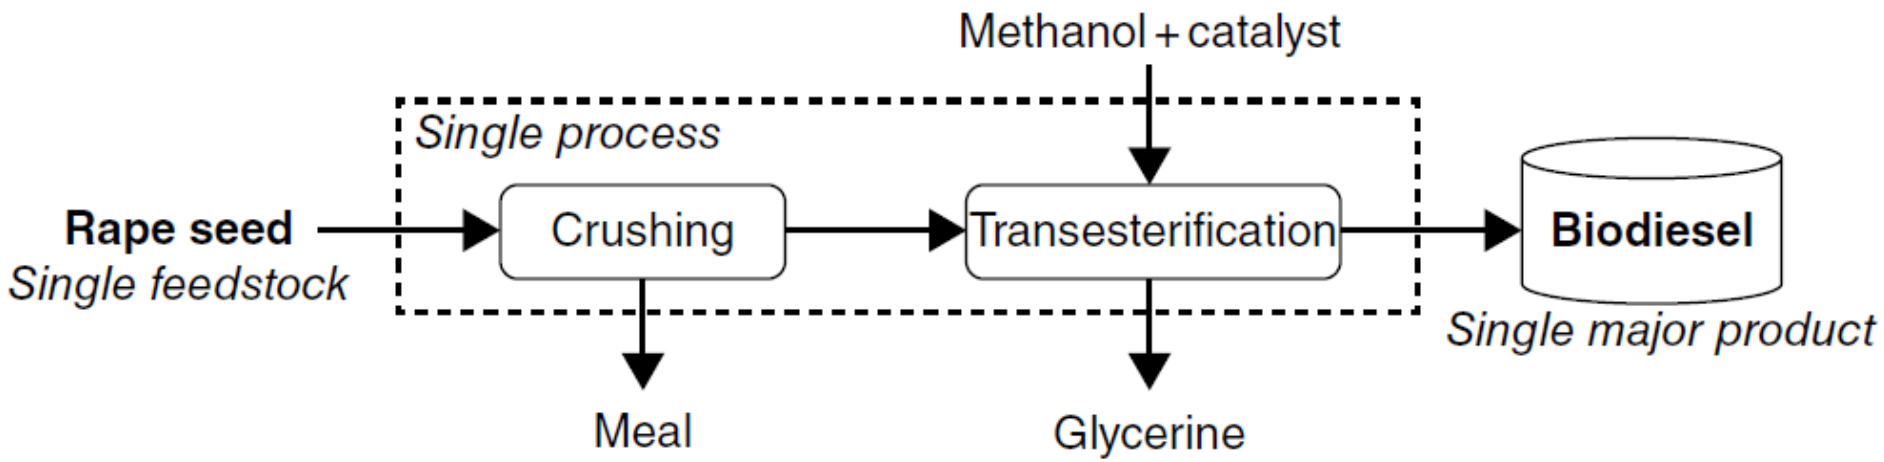 Methanol + catalyst
Single process
Rape seed
Single feedstock
Crushing
Transesterification
Biodiesel
Single major product
Meal
Glycerine